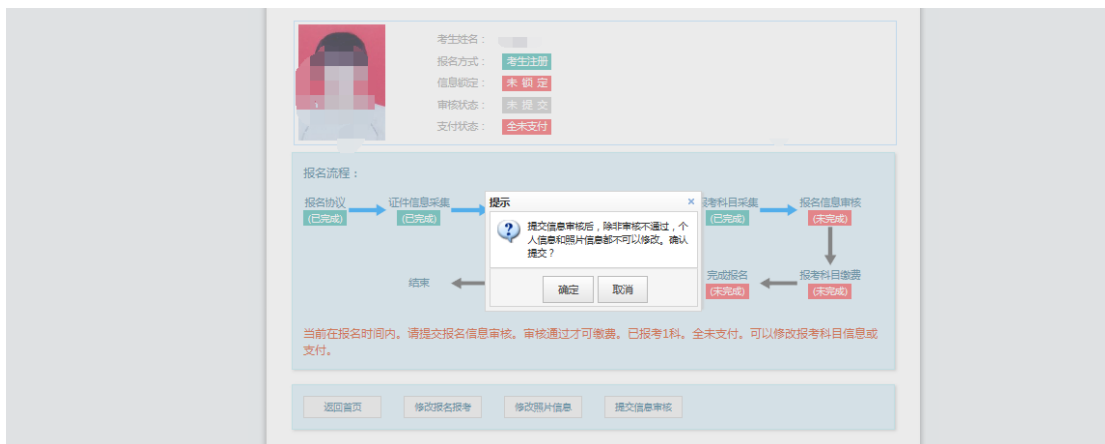 考生姓名：
报名方式： 考生注册
信息锁定： 未 锁 定
审核状态： 未 提 交
支付状态： 全未支付
报名流程：
报名协议
(已完成)
证件信息采集
(已完成)
报考科目采集
(已完成)
报名信息审核
(未完成)
提示 ×
提交信息审核后，除非审核不通过，个
人信息和照片信息都不可以修改。确认
提交？
确定 取消
结束
完成报名
(未完成)
报考科目缴费
(未完成)
当前在报名时间内。请提交报名信息审核。审核通过才可缴费。已报考1科。全未支付。可以修改报考科目信息或
支付。
返回首页 修改报名报考 修改照片信息 提交信息审核